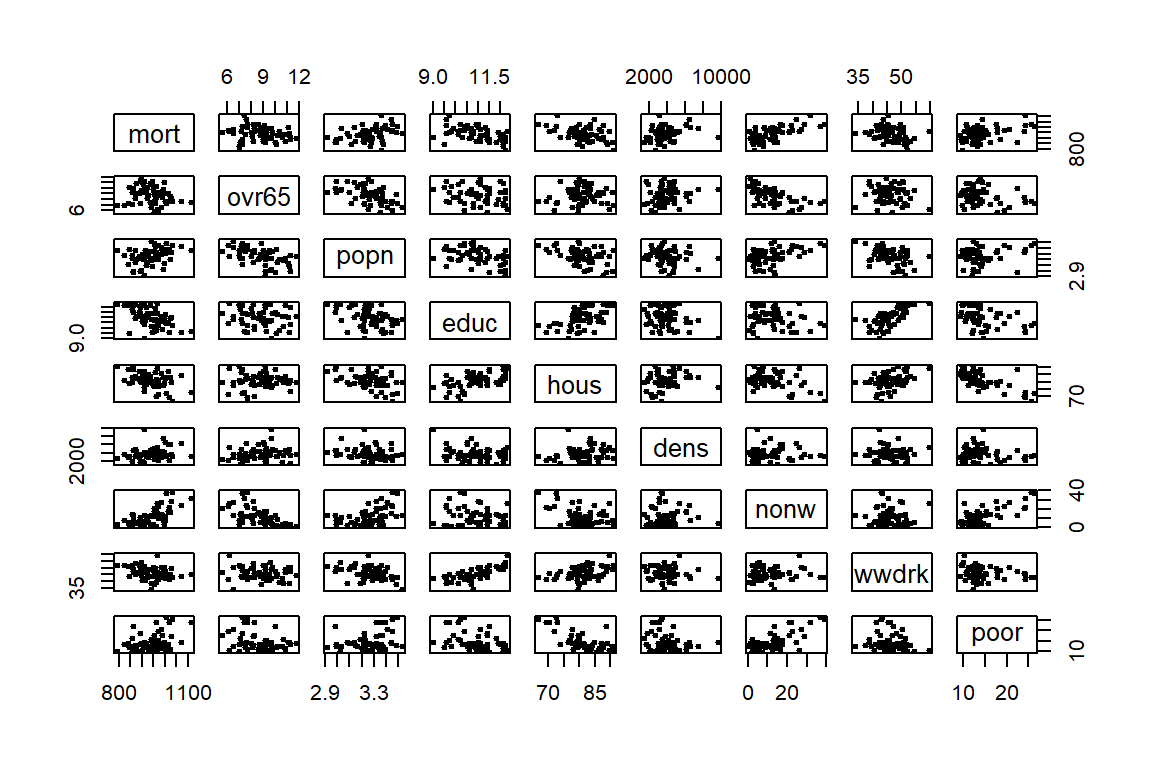 6 9 12 9.0 11.5 2000 10000 35 50
mort 800
6 ovr65
popn 2.9
9.0 educ
hous 70
2000 dens
nonw 0 40
35 wwdrk
poor 10
800 1100 2.9 3.3 70 85 0 20 10 20